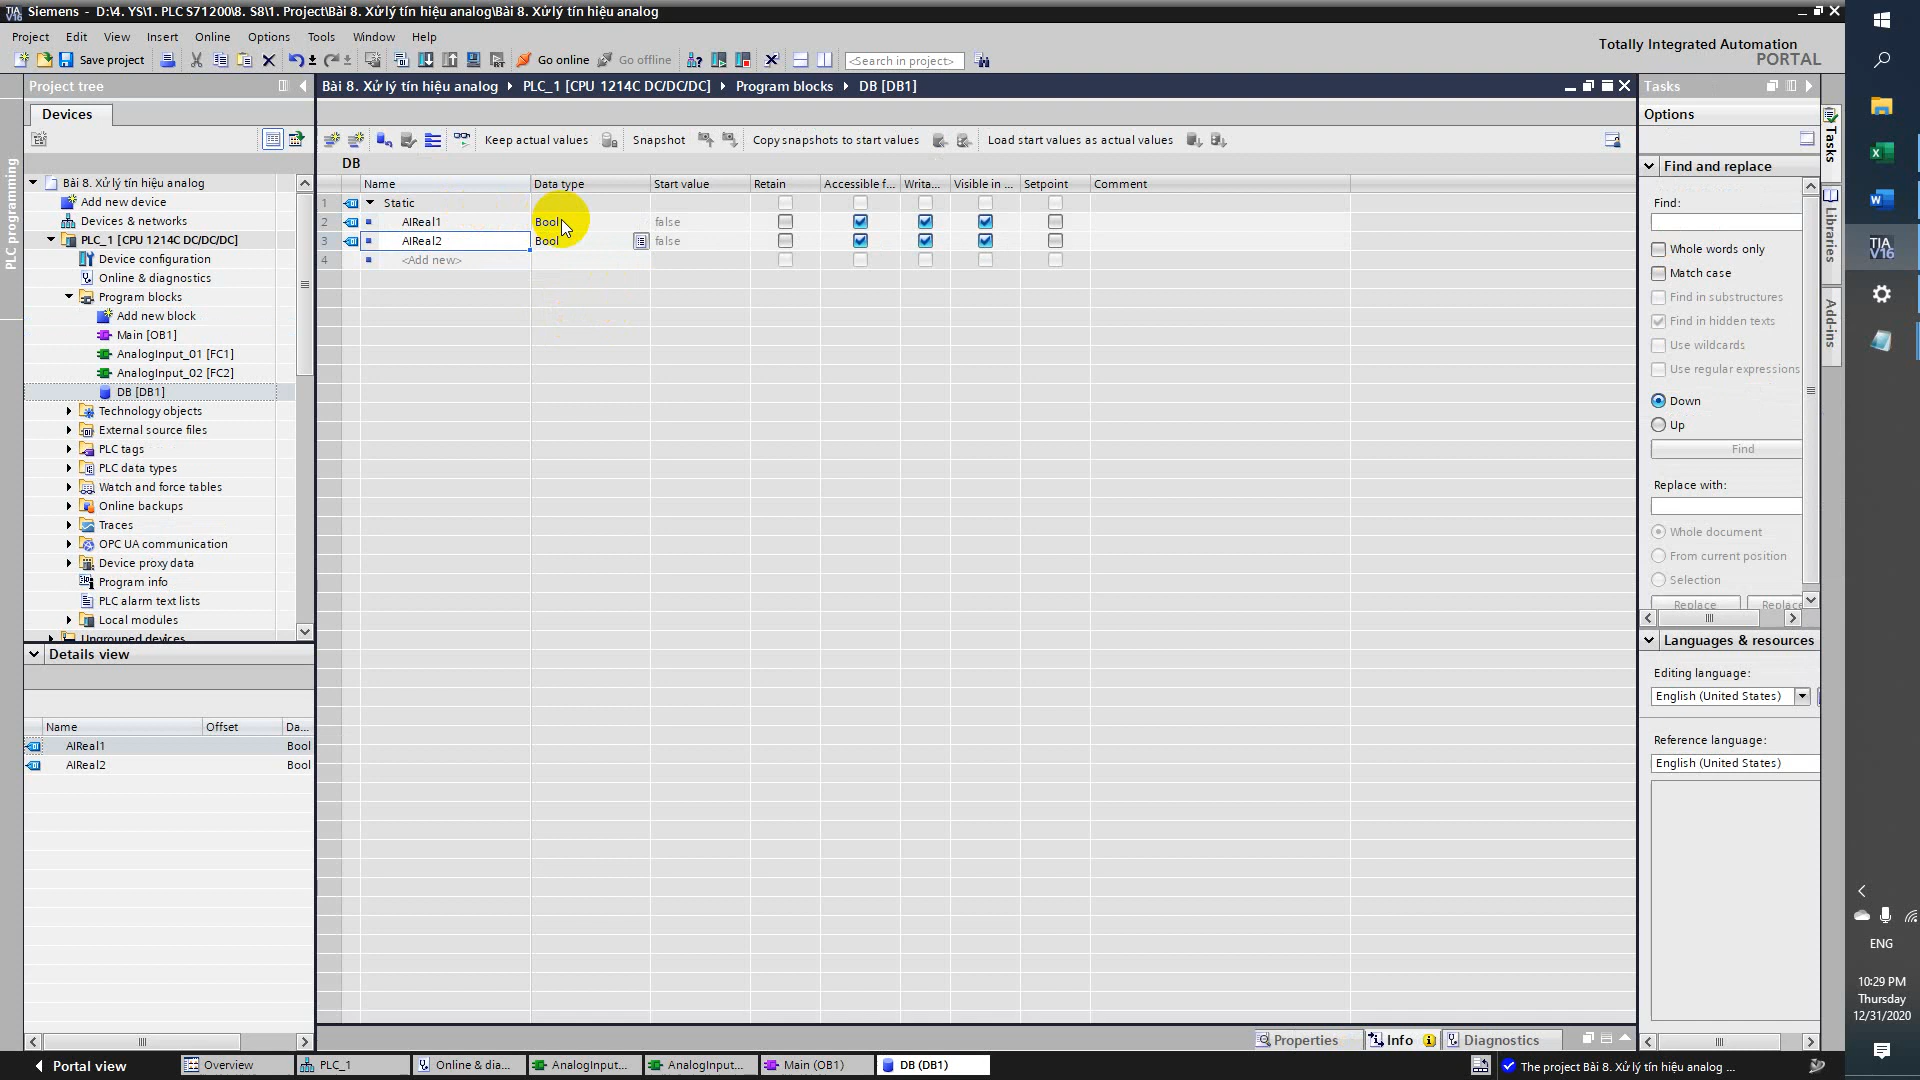 Siemens - D:\4. YS\1. PLC S71200\8. S8\1. Project\Bài 8. Xử lý tín hiệu analog\Bài 8. Xử lý tín hiệu analog
Project Edit View Insert Online Options Tools Window Help
Totally Integrated Automation
PORTAL
Save project
Go online
Go offline
<Search in project>
Project tree
Bài 8. Xử lý tín hiệu analog PLC_1 [CPU 1214C DC/DC/DC] Program blocks DB [DB1]
Tasks
Devices
Options
Keep actual values Snapshot Copy snapshots to start values Load start values as actual values
DB
Name Data type Start value Retain Accessible f... Writa... Visible in ... Setpoint Comment
1 Static
2 AIReal1 Bool false
3 AIReal2 Bool false
4 <Add new>
PLC programming
Bài 8. Xử lý tín hiệu analog
Add new device
Devices & networks
PLC_1 [CPU 1214C DC/DC/DC]
Device configuration
Online & diagnostics
Program blocks
Add new block
Main [OB1]
AnalogInput_01 [FC1]
AnalogInput_02 [FC2]
DB [DB1]
Technology objects
External source files
PLC tags
PLC data types
Watch and force tables
Online backups
Traces
OPC UA communication
Device proxy data
Program info
PLC alarm text lists
Local modules
Ungrouped devices
Details view
Name Offset Da...
AIReal1 Bool
AIReal2 Bool
Find and replace
Find:
Whole words only
Match case
Find in substructures
Find in hidden texts
Use wildcards
Use regular expressions
Down
Up
Find
Replace with:
Whole document
From current position
Selection
Replace Replace
Languages & resources
Editing language:
English (United States)
Reference language:
English (United States)
Tasks
Libraries
Add-ins
TIA
V16
ENG
10:29 PM
Thursday
12/31/2020
Properties Info Diagnostics
Portal view Overview PLC_1 Online & dia... AnalogInput... AnalogInput... Main (OB1) DB (DB1) The project Bài 8. Xử lý tín hiệu analog ...